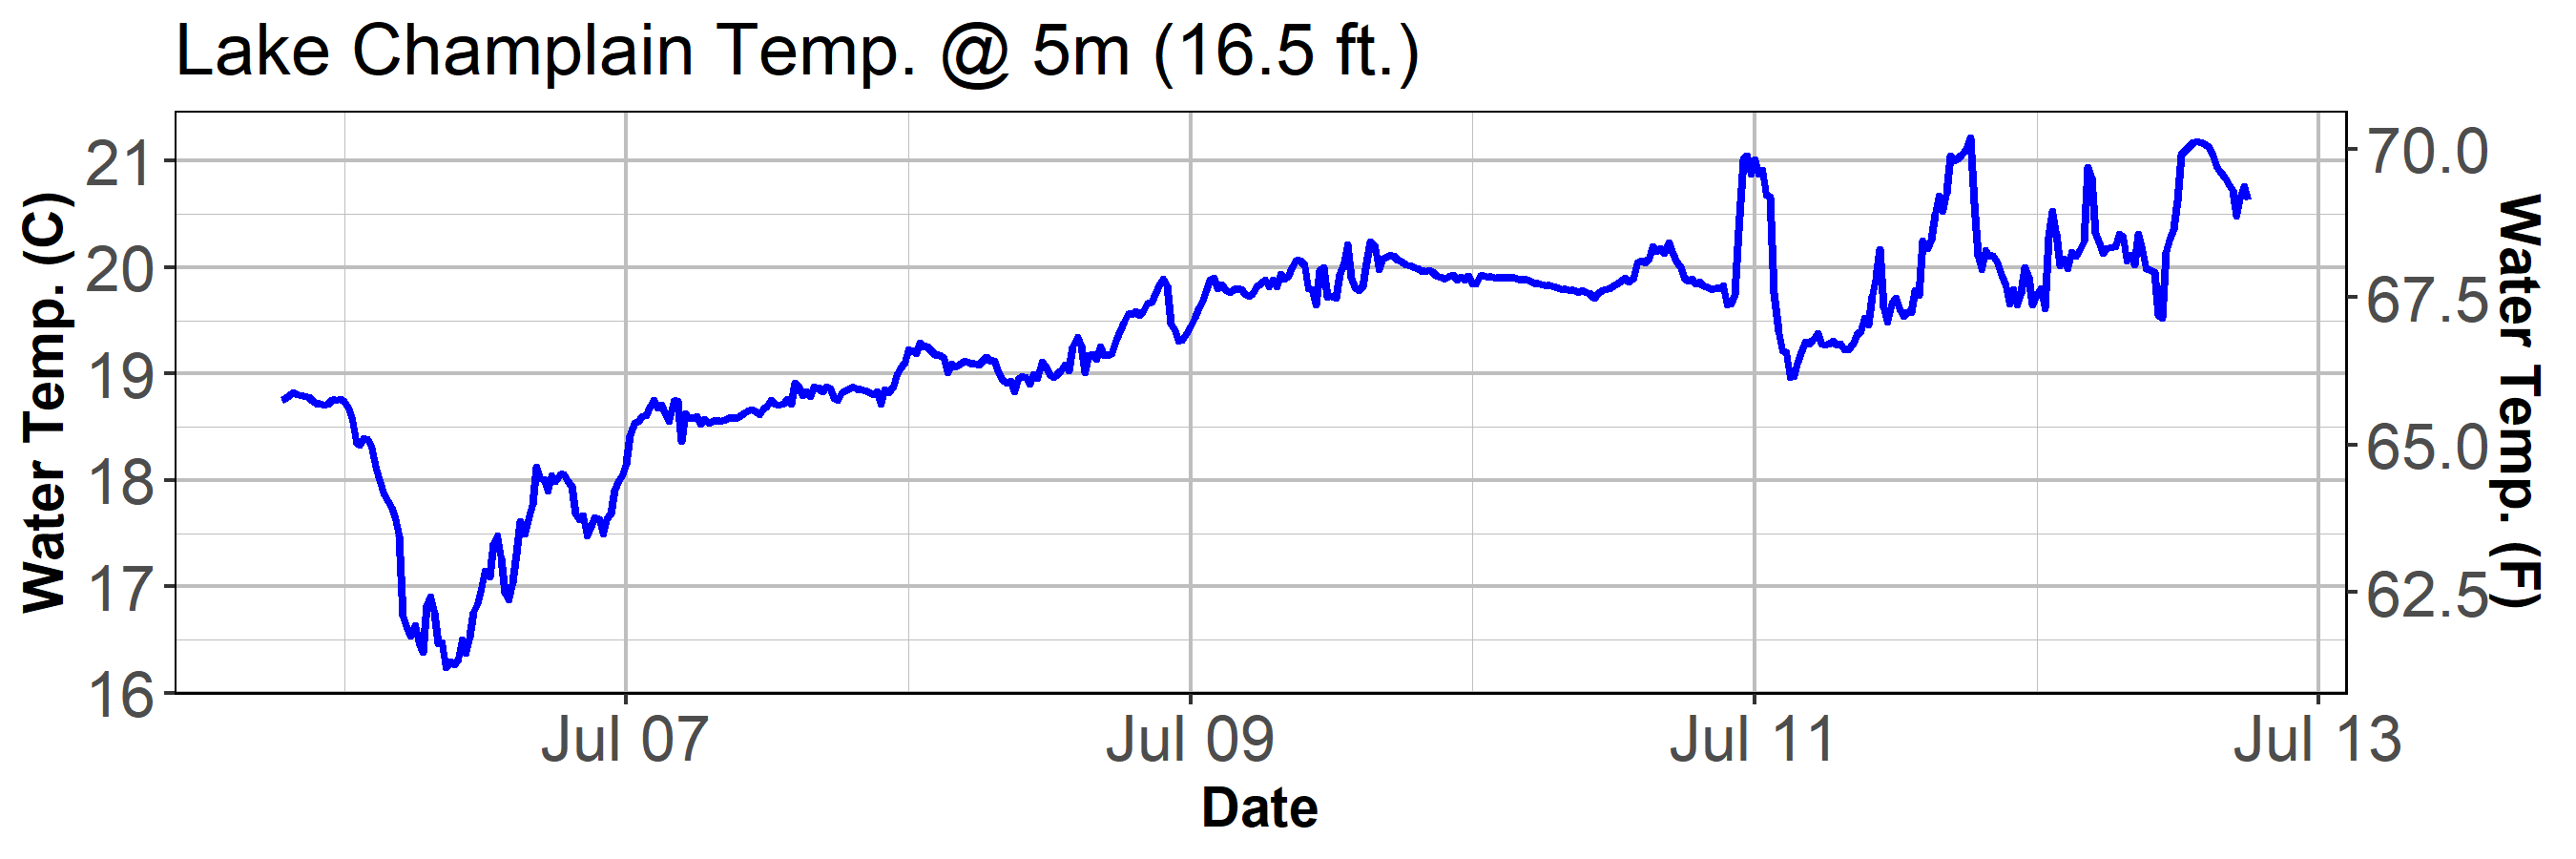 Lake Champlain Temp. @ 5m (16.5 ft.)
Water Temp. (C)
21
20
19
18
17
16
70.0
67.5
65.0
62.5
Water Temp. (F)
Jul 07 Jul 09 Jul 11 Jul 13
Date